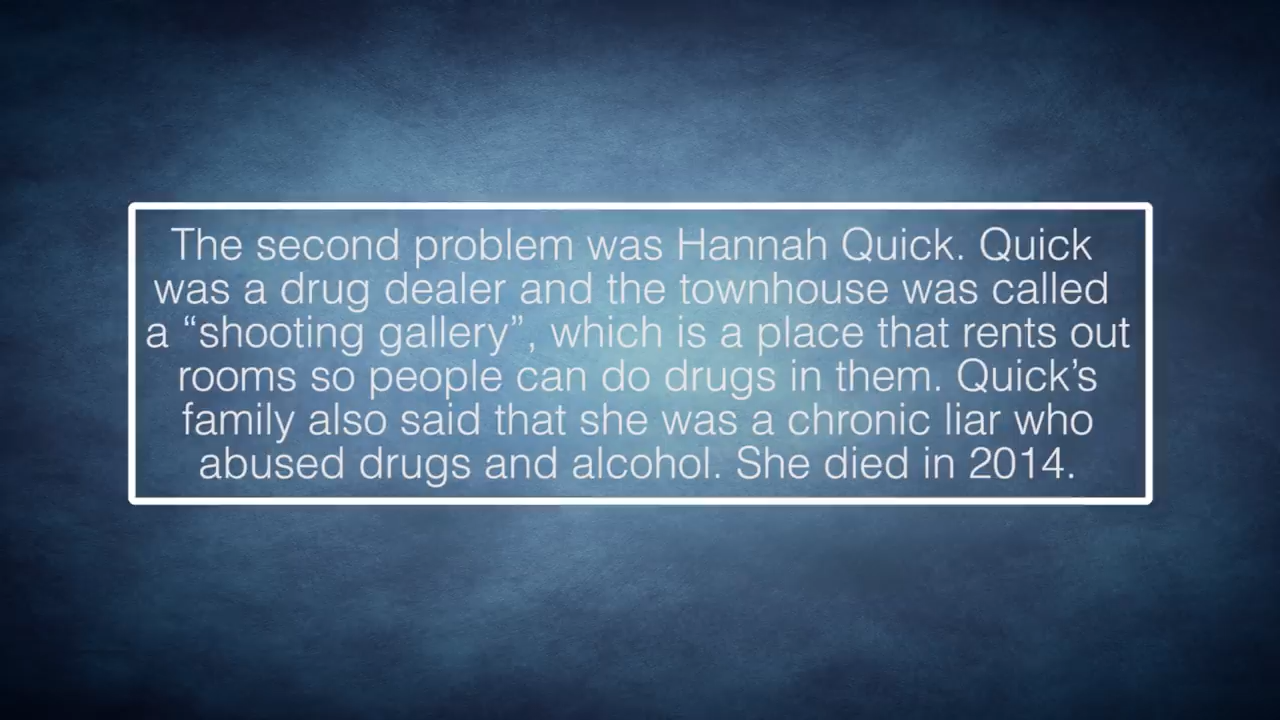 The second problem was Hannah Quick. Quick
was a drug dealer and the townhouse was called
a “shooting gallery”, which is a place that rents out
rooms so people can do drugs in them. Quick’s
family also said that she was a chronic liar who
abused drugs and alcohol. She died in 2014.